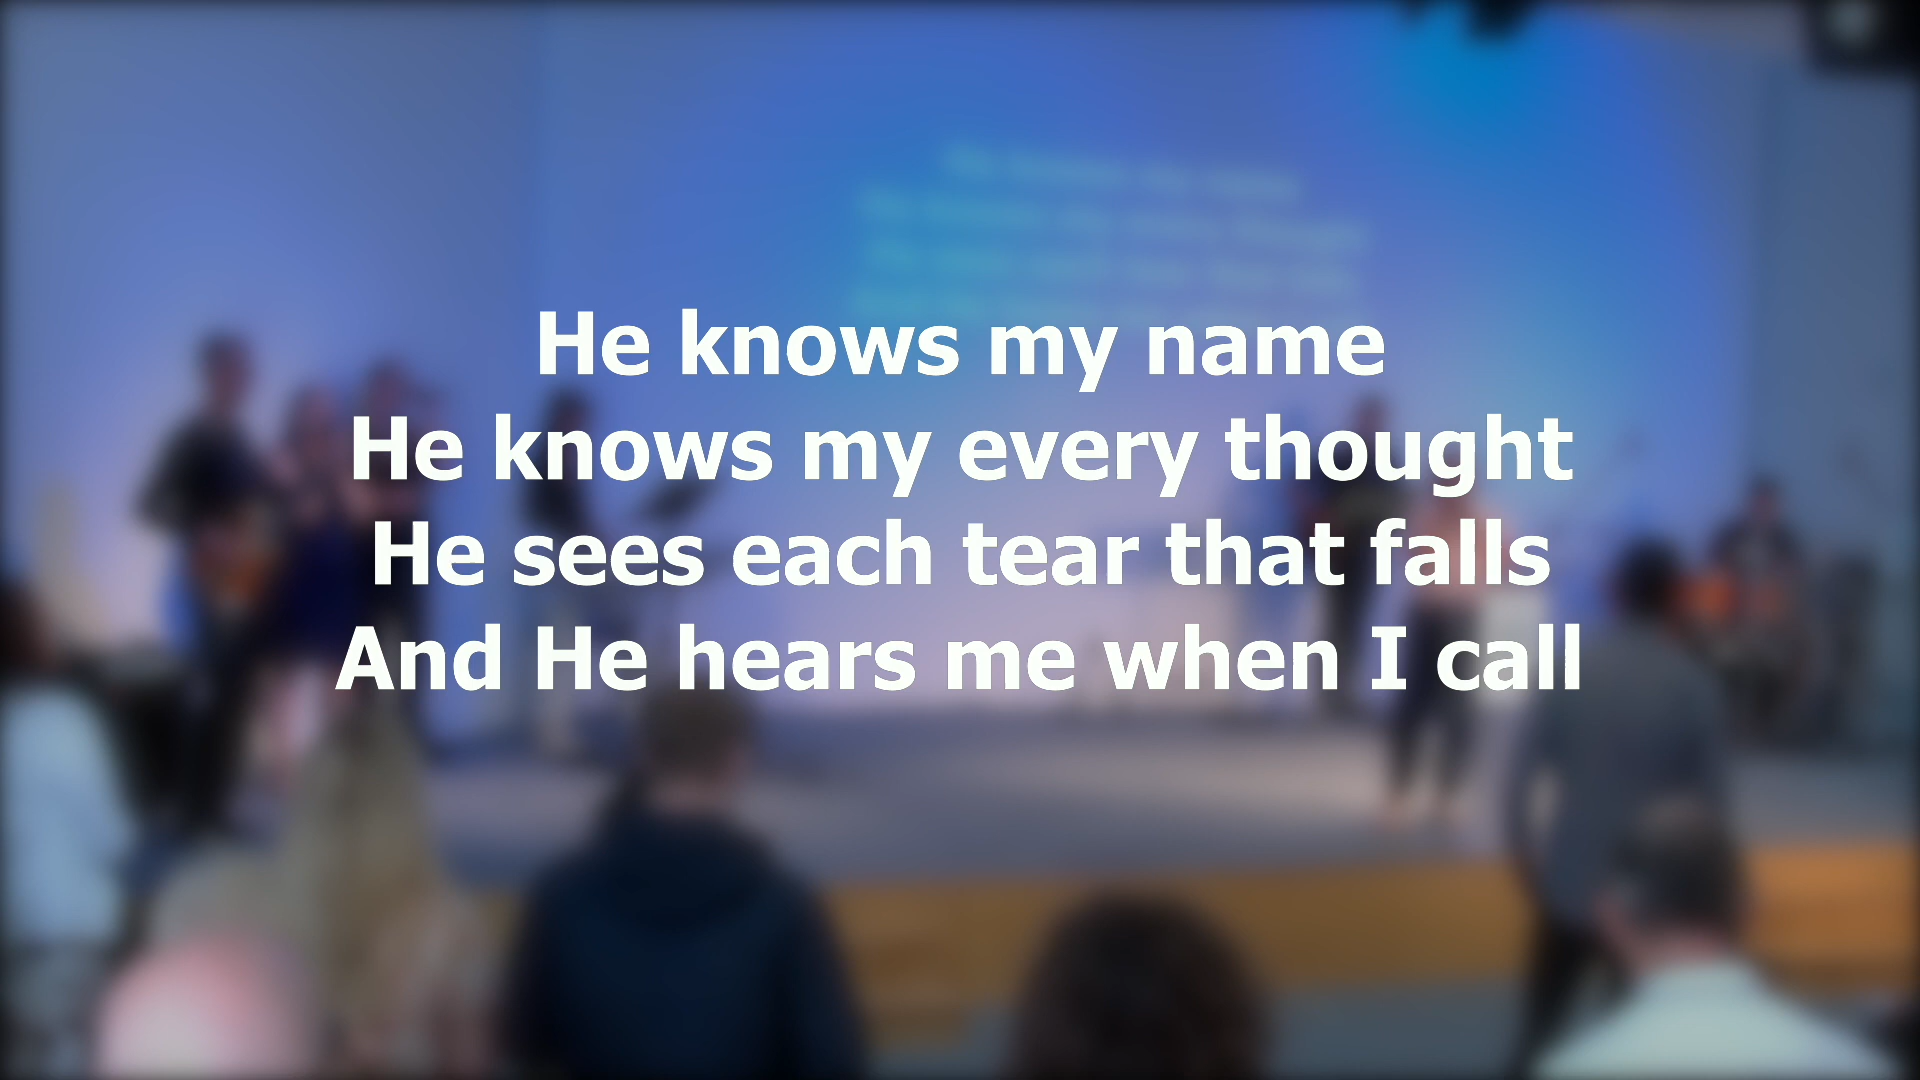 He knows my name
He knows my every thought
He sees each tear that falls
And He hears me when I call